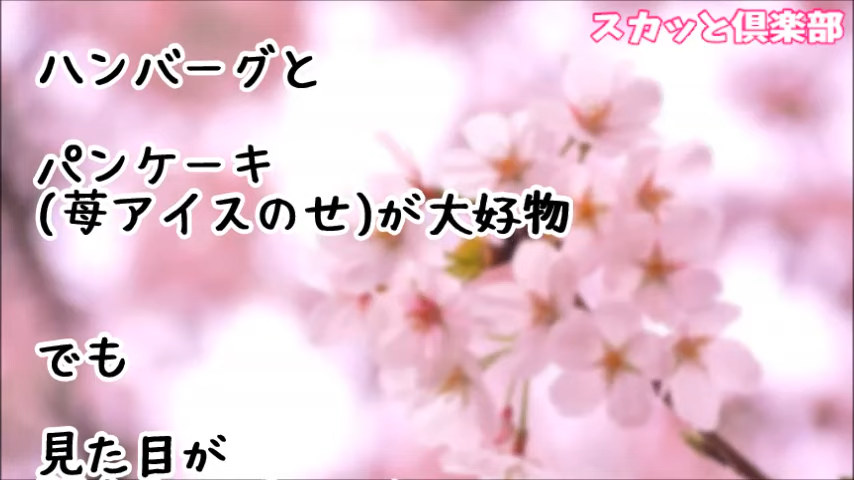 スカッと倶楽部
ハンバーグと
パンケーキ
(苺アイスのせ)が大好物
でも
見た目が